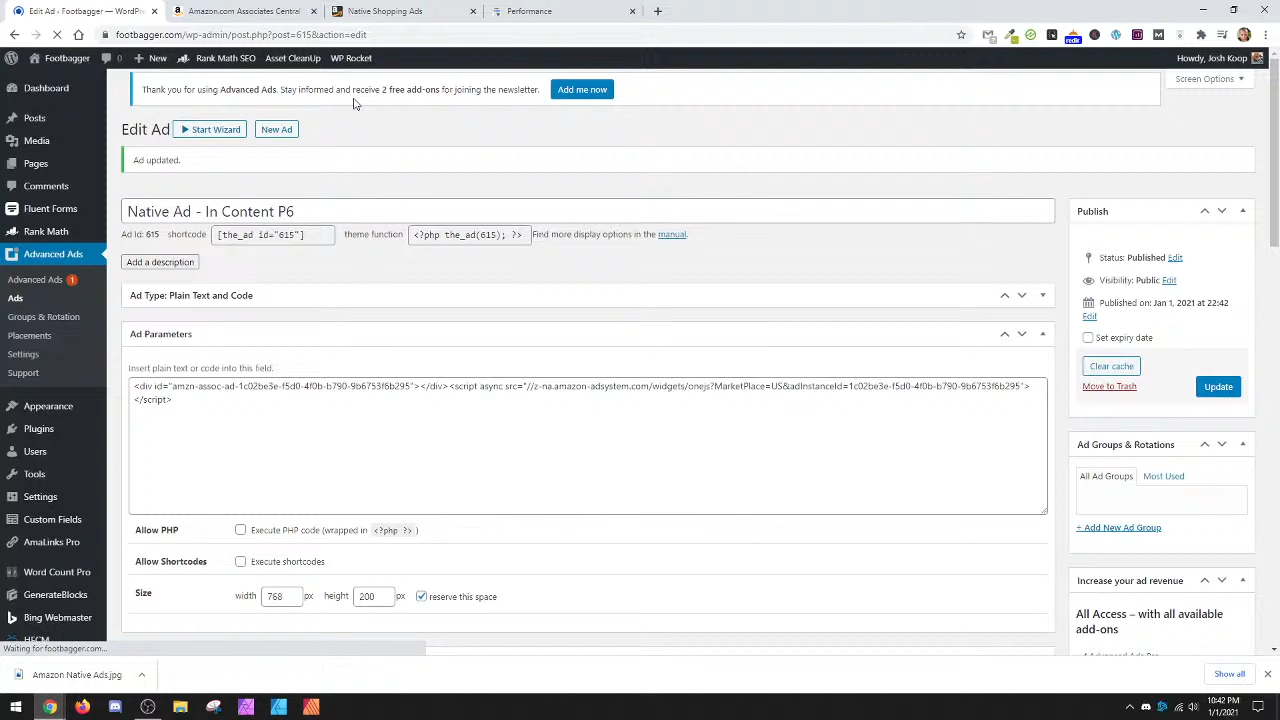 Edit Ad - Footbagger — WordPr
Amazon.com Associates Central
Native Shopping Ads
Performance
footbagger.com/wp-admin/post.php?post=615&action=edit
Footbagger
0
New
Rank Math SEO
Asset CleanUp
WP Rocket
Howdy, Josh Koop
Dashboard
Posts
Media
Pages
Comments
Fluent Forms
Rank Math
Advanced Ads
Advanced Ads 1
Ads
Groups & Rotation
Placements
Settings
Support
Appearance
Plugins
Users
Tools
Settings
Custom Fields
AmaLinks Pro
Word Count Pro
GenerateBlocks
Bing Webmaster
HFCM
Thank you for using Advanced Ads. Stay informed and receive 2 free add-ons for joining the newsletter.
Add me now
Screen Options
Edit Ad
Start Wizard
New Ad
Ad updated.
Native Ad - In Content P6
Ad Id: 615 shortcode [the_ad id="615"] theme function <?php the_ad(615); ?> Find more display options in the manual.
Add a description
Ad Type: Plain Text and Code
Ad Parameters
Insert plain text or code into this field.
<div id="amzn-assoc-ad-1c02be3e-f5d0-4f0b-b790-9b6753f6b295"></div><script async src="//z-na.amazon-adsystem.com/widgets/onejs?MarketPlace=US&adInstanceId=1c02be3e-f5d0-4f0b-b790-9b6753f6b295">
</script>
Allow PHP
Execute PHP code (wrapped in <?php ?> )
Allow Shortcodes
Execute shortcodes
Size
width 768 px height 200 px reserve this space
Publish
Status: Published Edit
Visibility: Public Edit
Published on: Jan 1, 2021 at 22:42
Edit
Set expiry date
Clear cache
Move to Trash
Update
Ad Groups & Rotations
All Ad Groups
Most Used
+ Add New Ad Group
Increase your ad revenue
All Access – with all available
add-ons
Waiting for footbagger.com...
Amazon Native Ads.jpg
Show all
10:42 PM
1/1/2021